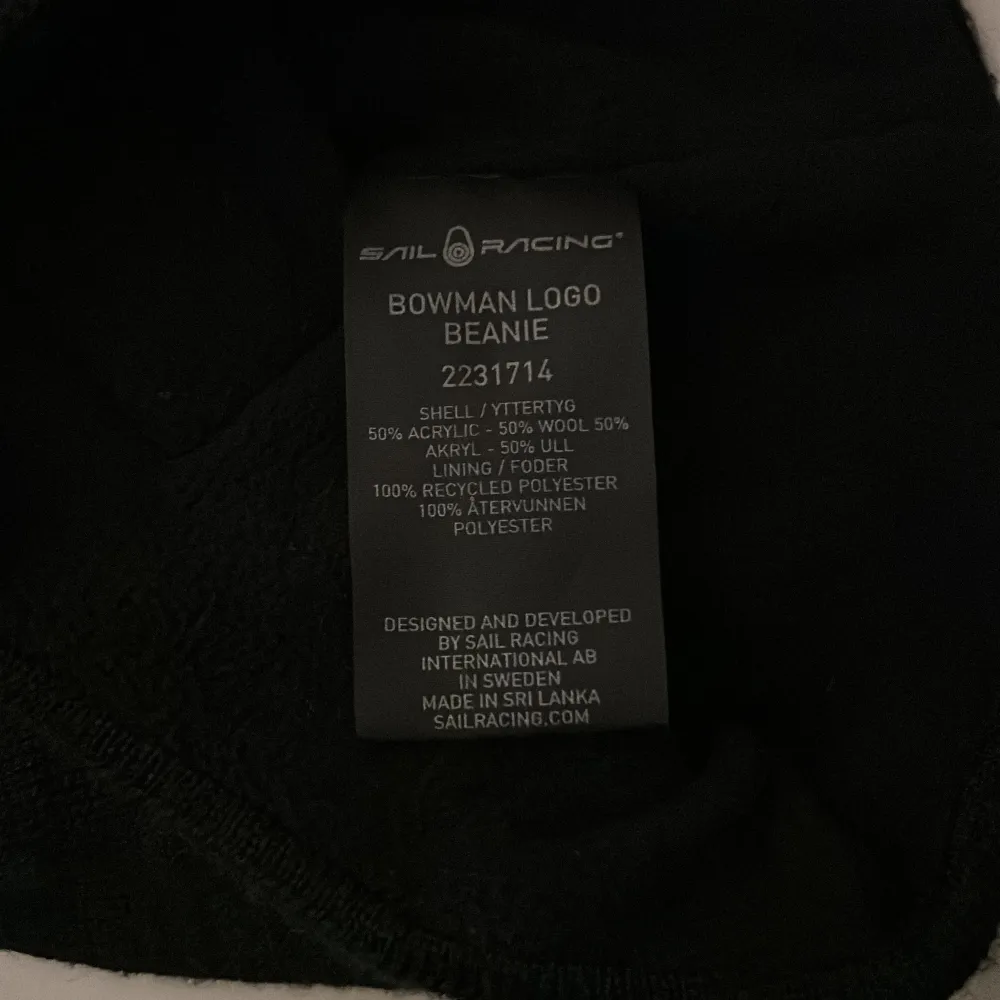 SAIL RACING®
BOWMAN LOGO
BEANIE
2231714
SHELL / YTTERTYG
50% ACRYLIC - 50% WOOL 50%
AKRYL - 50% ULL
LINING / FODER
100% RECYCLED POLYESTER
100% ÅTERVUNNEN
POLYESTER
DESIGNED AND DEVELOPED
BY SAIL RACING
INTERNATIONAL AB
IN SWEDEN
MADE IN SRI LANKA
SAILRACING.COM